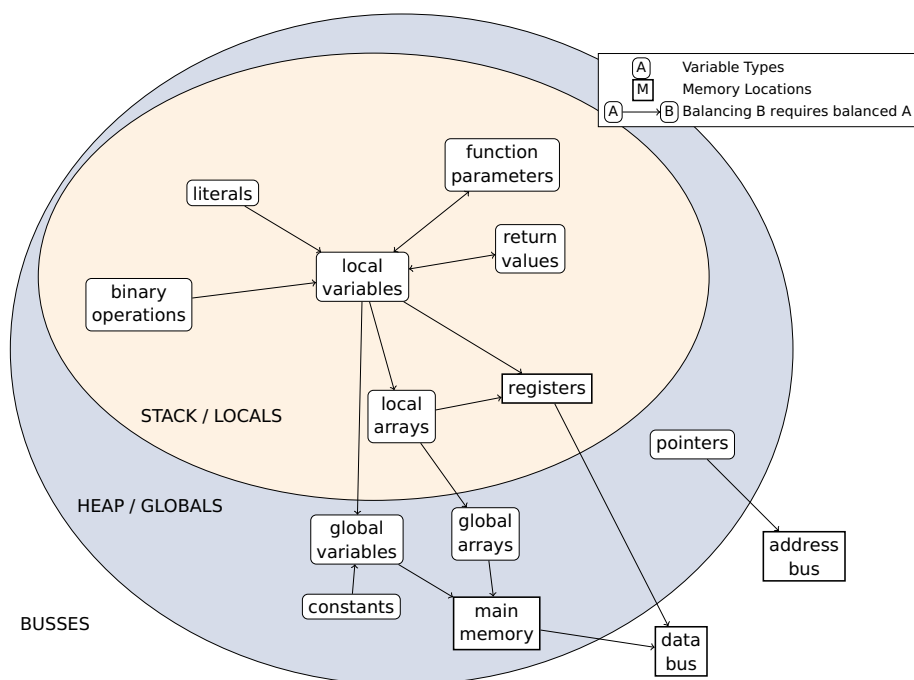 A Variable Types
M Memory Locations
A B Balancing B requires balanced A
function
parameters
literals
return
values
local
variables
binary
operations
registers
local
arrays
STACK / LOCALS
pointers
HEAP / GLOBALS
global
variables
global
arrays
address
bus
constants
main
memory
BUSSES
data
bus